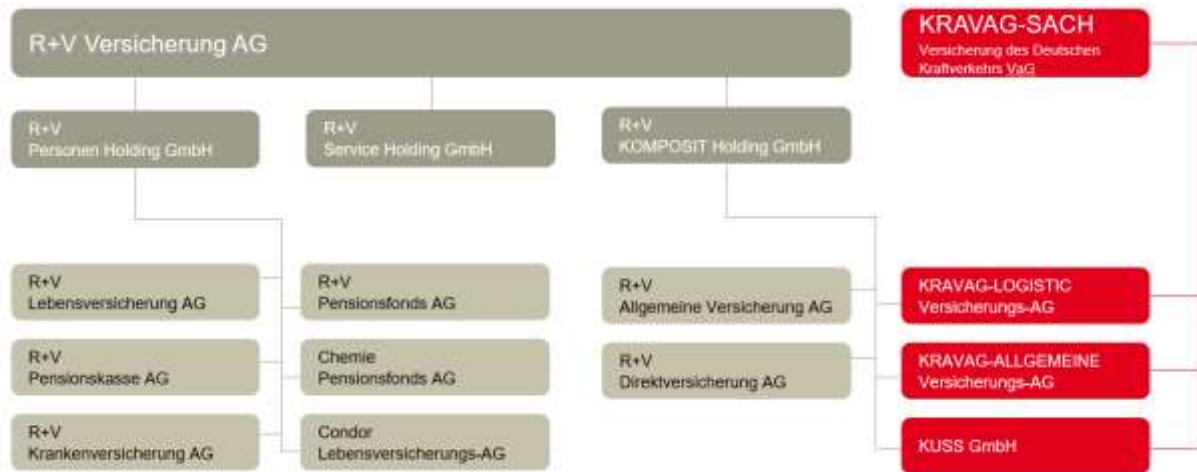 R+V Versicherung AG
KRAVAG-SACH
Versicherung des Deutschen
Kraftverkehrs VaG
R+V
Personen Holding GmbH
R+V
Service Holding GmbH
R+V
KOMPOSIT Holding GmbH
R+V
Lebensversicherung AG
R+V
Pensionsfonds AG
R+V
Allgemeine Versicherung AG
KRAVAG-LOGISTIC
Versicherungs-AG
R+V
Pensionskasse AG
Chemie
Pensionsfonds AG
R+V
Direktversicherung AG
KRAVAG-ALLGEMEINE
Versicherungs-AG
R+V
Krankenversicherung AG
Condor
Lebensversicherungs-AG
KUSS GmbH